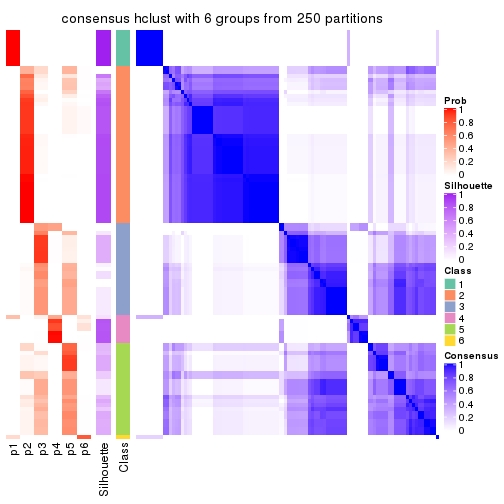 consensus hclust with 6 groups from 250 partitions
Prob
1
0.8
0.6
0.4
0.2
0
Silhouette
1
0.8
0.6
0.4
0.2
0
Class
1
2
3
4
5
6
Consensus
1
0.8
0.6
0.4
0.2
0
p1
p2
p3
p4
p5
p6
Silhouette
Class